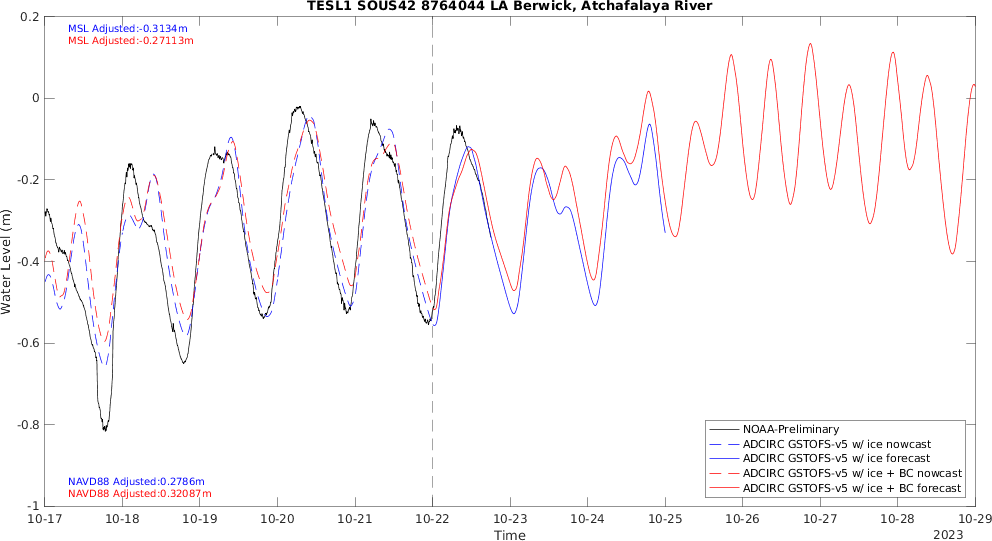 TESL1 SOUS42 8764044 LA Berwick, Atchafalaya River
MSL Adjusted:-0.3134m
MSL Adjusted:-0.27113m
0.2
0
-0.2
-0.4
-0.6
-0.8
-1
Water Level (m)
NAVD88 Adjusted:0.2786m
NAVD88 Adjusted:0.32087m
NOAA-Preliminary
ADCIRC GSTOFS-v5 w/ ice nowcast
ADCIRC GSTOFS-v5 w/ ice forecast
ADCIRC GSTOFS-v5 w/ ice + BC nowcast
ADCIRC GSTOFS-v5 w/ ice + BC forecast
10-17 10-18 10-19 10-20 10-21 10-22 10-23 10-24 10-25 10-26 10-27 10-28 10-29
Time
2023